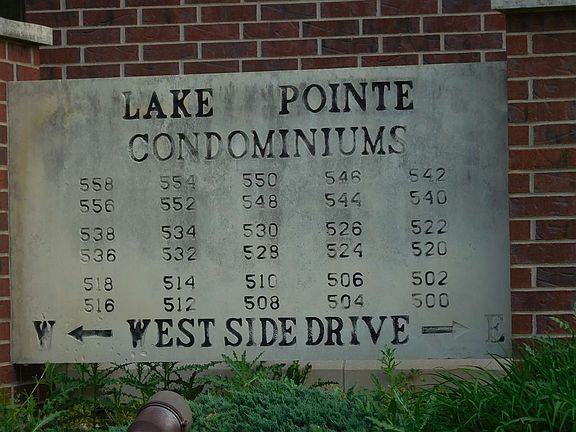 LAKE POINTE
CONDOMINIUMS
558 554 550 546 542
556 552 548 544 540
538 534 530 526 522
536 532 528 524 520
518 514 510 506 502
516 512 508 504 500
W ← WEST SIDE DRIVE → E